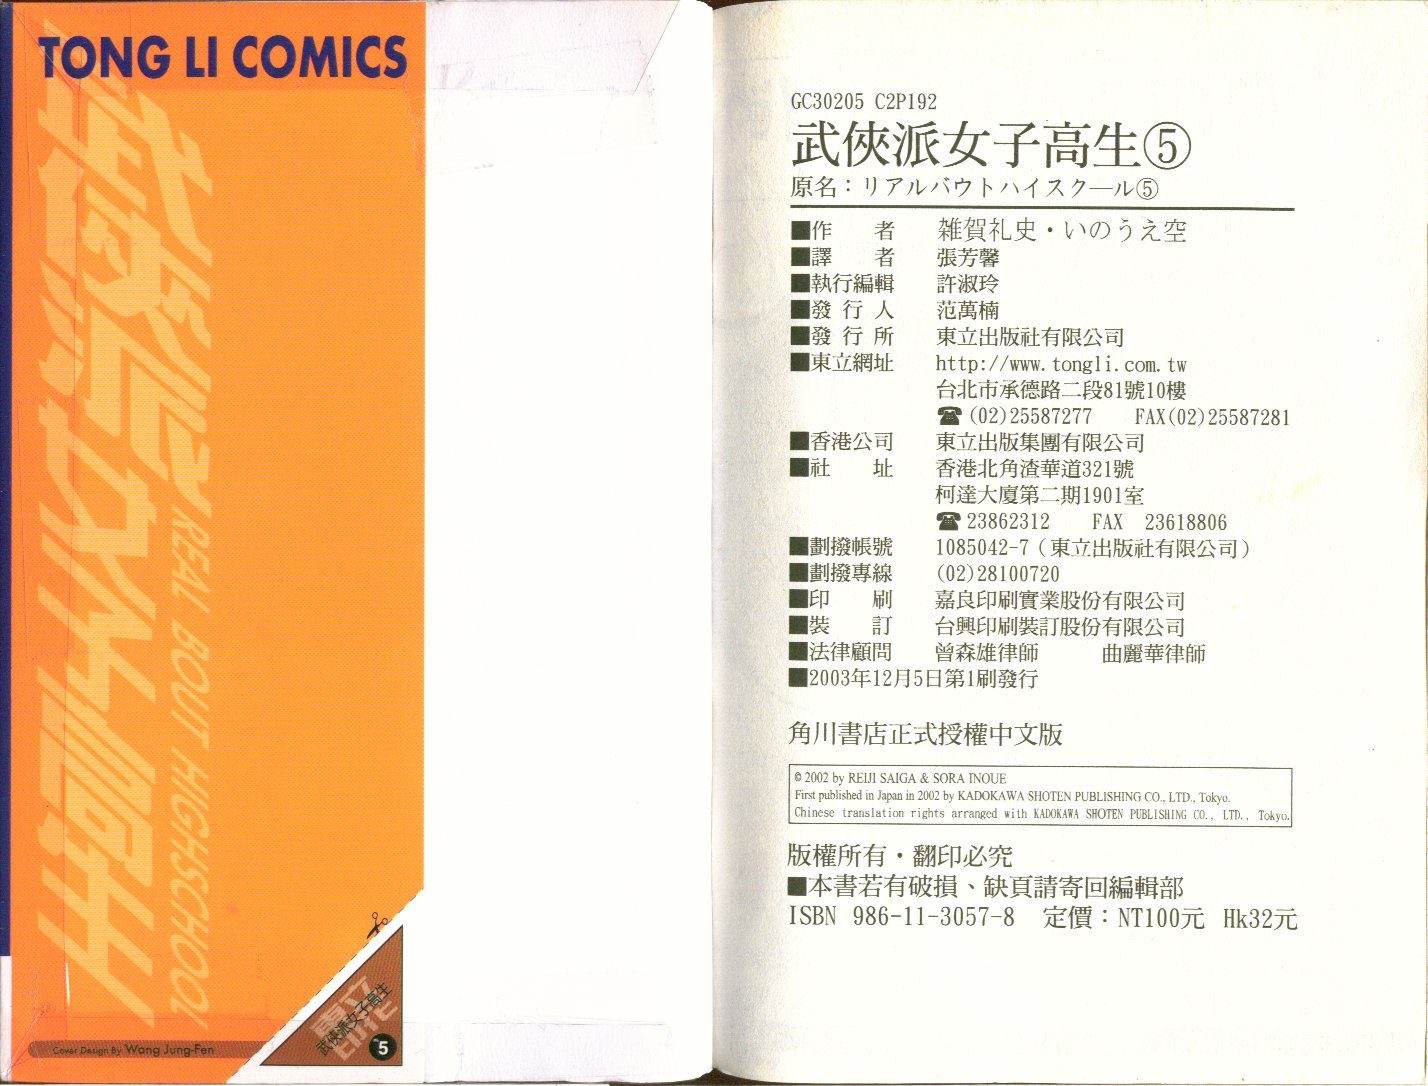 TONG LI COMICS
武俠派女子高生
REAL BOUT HIGHSCHOOL
東立
印花
武俠派女子高生
5
Cover Design By Wang Jung-Fen
GC30205 C2P192
武俠派女子高生⑤
原名：リアルバウトハイスクール⑤
■作 者 雑賀礼史・いのうえ空
■譯 者 張芳馨
■執行編輯 許淑玲
■發行人 范萬楠
■發行所 東立出版社有限公司
■東立網址 http://www.tongli.com.tw
台北市承德路二段81號10樓
☎(02)25587277 FAX(02)25587281
■香港公司 東立出版集團有限公司
■社 址 香港北角渣華道321號
柯達大廈第二期1901室
☎23862312 FAX 23618806
■劃撥帳號 1085042-7（東立出版社有限公司）
■劃撥專線 (02)28100720
■印 刷 嘉良印刷實業股份有限公司
■裝 訂 台興印刷裝訂股份有限公司
■法律顧問 曾森雄律師 曲麗華律師
■2003年12月5日第1刷發行
角川書店正式授權中文版
© 2002 by REIJI SAIGA & SORA INOUE
First published in Japan in 2002 by KADOKAWA SHOTEN PUBLISHING CO., LTD., Tokyo.
Chinese translation rights arranged with KADOKAWA SHOTEN PUBLISHING CO., LTD., Tokyo.
版權所有・翻印必究
■本書若有破損、缺頁請寄回編輯部
ISBN 986-11-3057-8 定價：NT100元 Hk32元